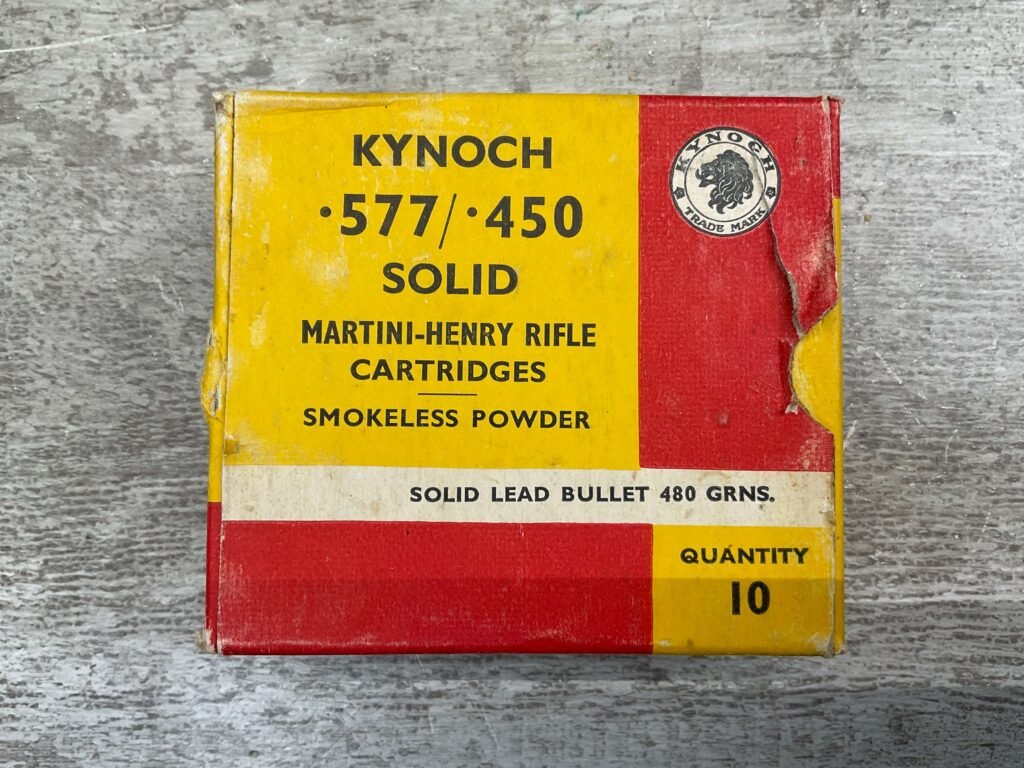 KYNOCH
·577/·450
SOLID
MARTINI-HENRY RIFLE
CARTRIDGES
SMOKELESS POWDER
KYNOCH
TRADE MARK
SOLID LEAD BULLET 480 GRNS.
QUANTITY
10